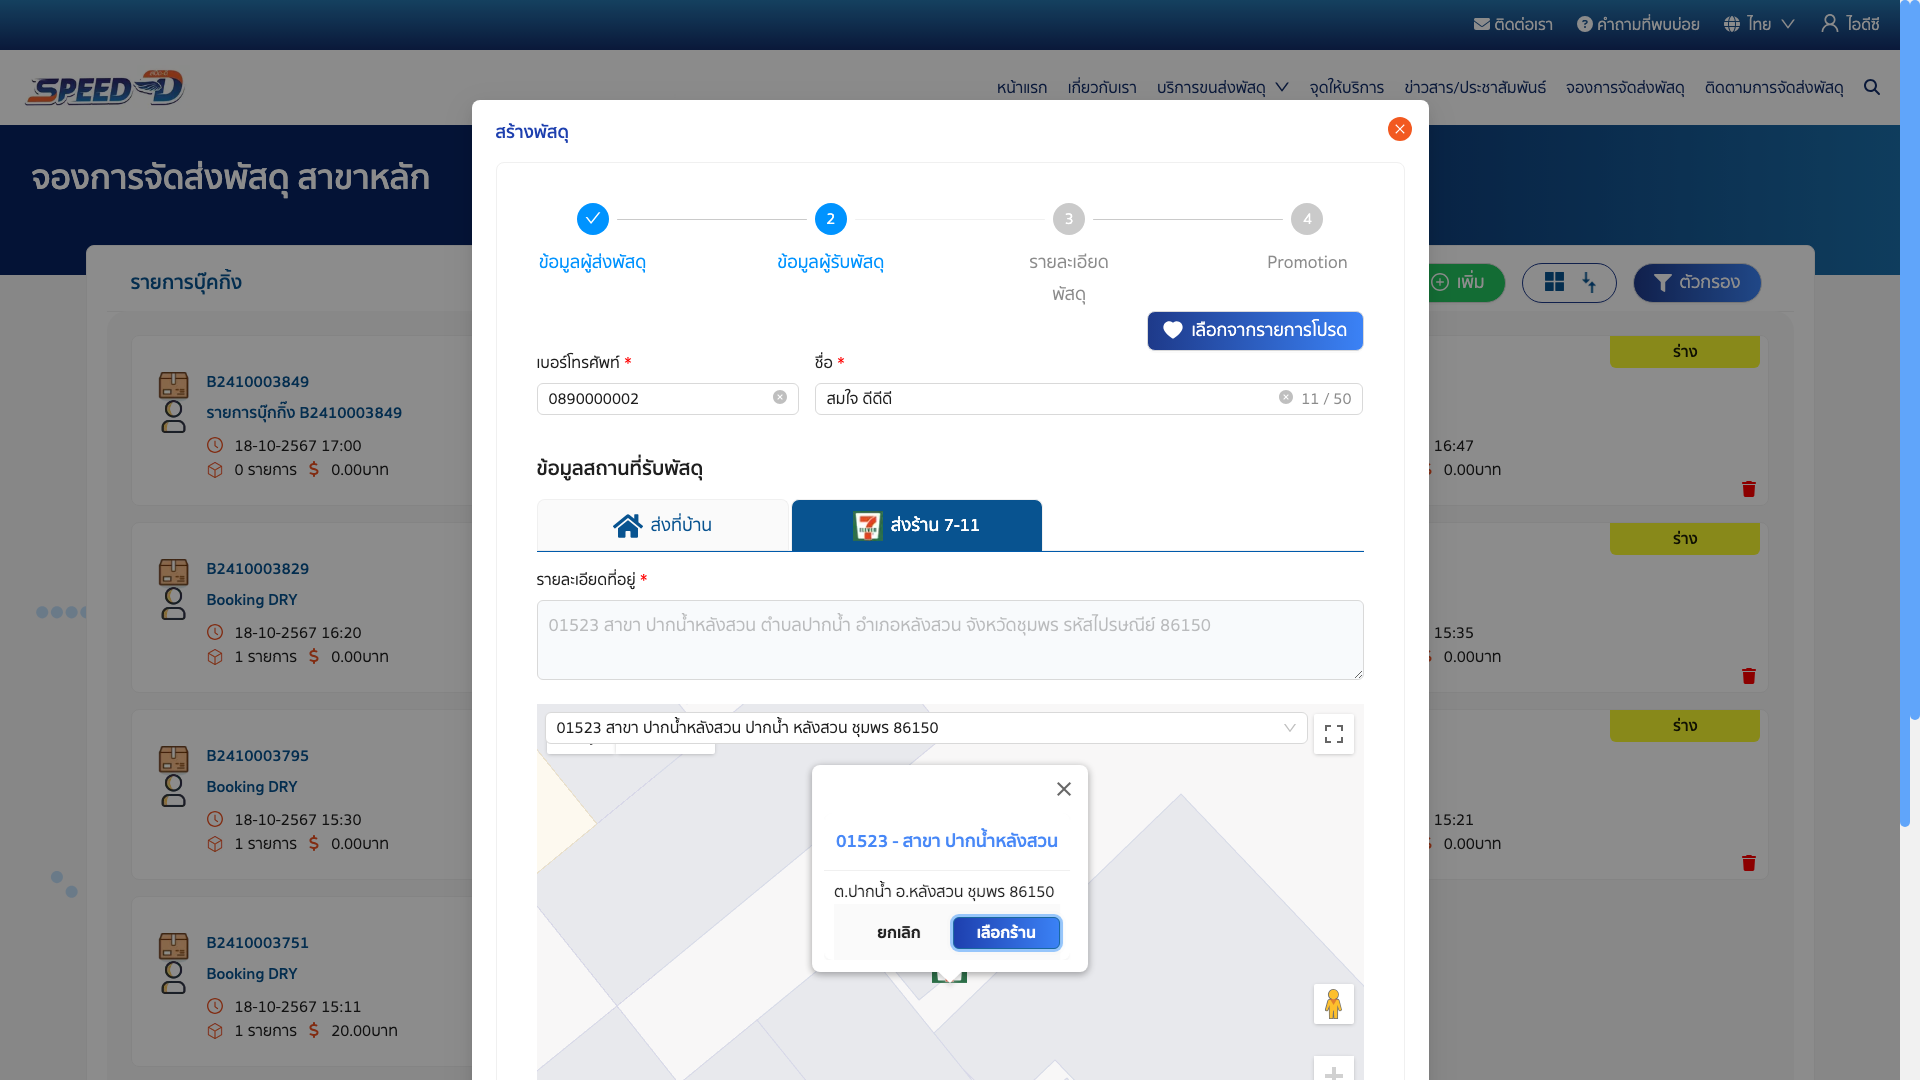 ติดต่อเรา
คำถามที่พบบ่อย
ไทย
ไอดีซี
SPEED-D
หน้าแรก
เกี่ยวกับเรา
บริการขนส่งพัสดุ
จุดให้บริการ
ข่าวสาร/ประชาสัมพันธ์
จองการจัดส่งพัสดุ
ติดตามการจัดส่งพัสดุ
จองการจัดส่งพัสดุ สาขาหลัก
รายการบุ๊คกิ้ง
เพิ่ม
ตัวกรอง
B2410003849
รายการบุ๊กกิ๊ง B2410003849
18-10-2567 17:00
0 รายการ $ 0.00บาท
B2410003829
Booking DRY
18-10-2567 16:20
1 รายการ $ 0.00บาท
B2410003795
Booking DRY
18-10-2567 15:30
1 รายการ $ 0.00บาท
B2410003751
Booking DRY
18-10-2567 15:11
1 รายการ $ 20.00บาท
สร้างพัสดุ
2
3
4
ข้อมูลผู้ส่งพัสดุ
ข้อมูลผู้รับพัสดุ
รายละเอียด
พัสดุ
Promotion
เลือกจากรายการโปรด
เบอร์โทรศัพท์ *
ชื่อ *
0890000002
สมใจ ดีดีดี
11 / 50
ข้อมูลสถานที่รับพัสดุ
ส่งที่บ้าน
7 ELEVEN
ส่งร้าน 7-11
รายละเอียดที่อยู่ *
01523 สาขา ปากน้ำหลังสวน ตำบลปากน้ำ อำเภอหลังสวน จังหวัดชุมพร รหัสไปรษณีย์ 86150
01523 สาขา ปากน้ำหลังสวน ปากน้ำ หลังสวน ชุมพร 86150
01523 - สาขา ปากน้ำหลังสวน
ต.ปากน้ำ อ.หลังสวน ชุมพร 86150
ยกเลิก
เลือกร้าน
ร่าง
16:47
0.00บาท
ร่าง
15:35
0.00บาท
ร่าง
15:21
0.00บาท